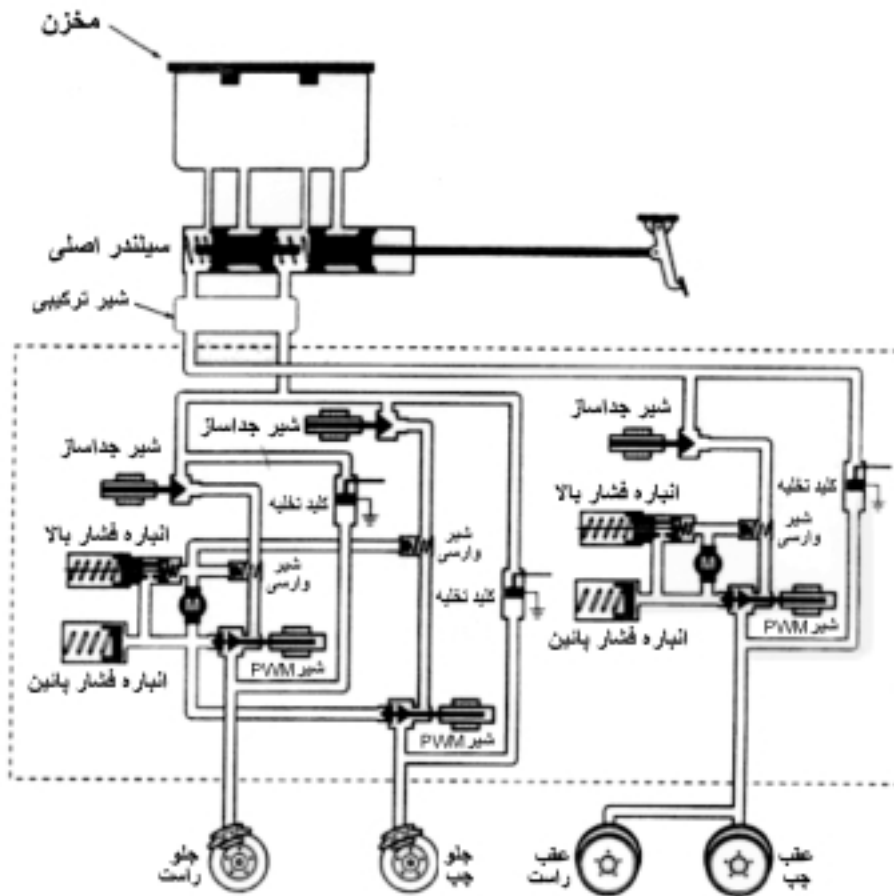 مخزن
سیلندر اصلی
شیر ترکیبی
شیر جداساز
شیر جداساز
شیر جداساز
کلید تخلیه
کلید تخلیه
انباره فشار بالا
انباره فشار بالا
شیر
وارسی
شیر
وارسی
کلید تخلیه
انباره فشار پائین
شیر PWM
انباره فشار پائین
شیر PWM
شیر PWM
جلو
راست
جلو
چپ
عقب
راست
عقب
چپ